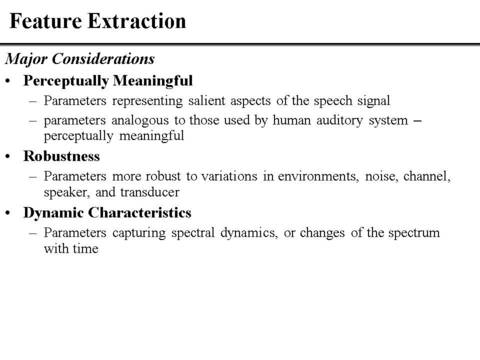 Feature Extraction
Major Considerations
• Perceptually Meaningful
– Parameters representing salient aspects of the speech signal
– parameters analogous to those used by human auditory system –
perceptually meaningful
• Robustness
– Parameters more robust to variations in environments, noise, channel,
speaker, and transducer
• Dynamic Characteristics
– Parameters capturing spectral dynamics, or changes of the spectrum
with time